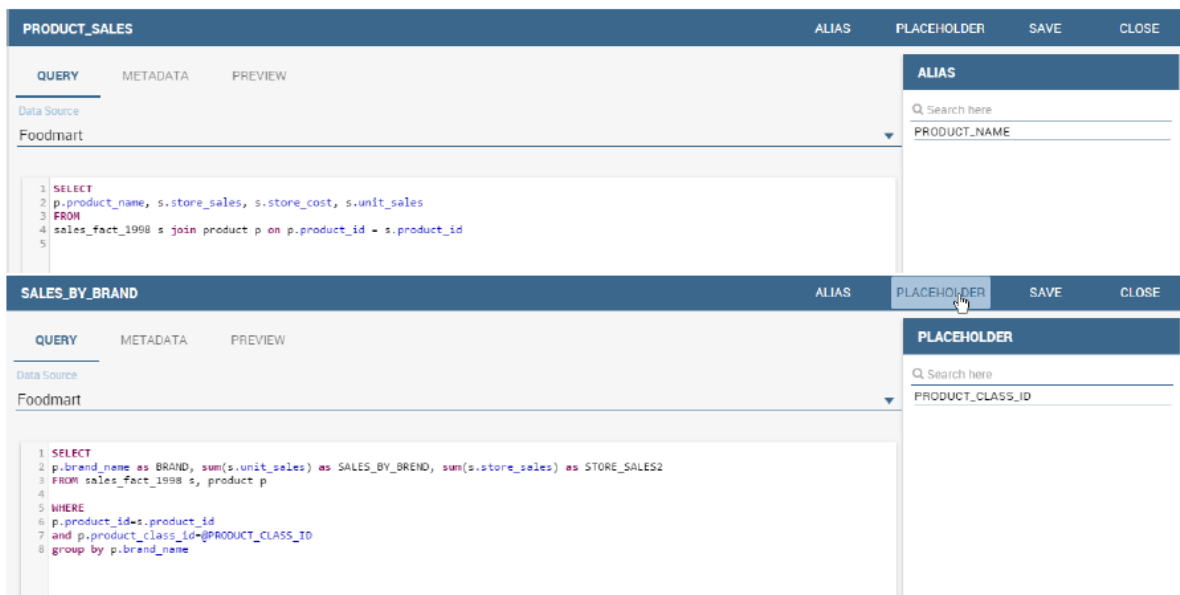 PRODUCT_SALES ALIAS PLACEHOLDER SAVE CLOSE
QUERY METADATA PREVIEW
Data Source
Foodmart
1 SELECT
2 p.product_name, s.store_sales, s.store_cost, s.unit_sales
3 FROM
4 sales_fact_1998 s join product p on p.product_id = s.product_id
5
ALIAS
Search here
PRODUCT_NAME
SALES_BY_BRAND ALIAS PLACEHOLDER SAVE CLOSE
QUERY METADATA PREVIEW
Data Source
Foodmart
1 SELECT
2 p.brand_name as BRAND, sum(s.unit_sales) as SALES_BY_BREND, sum(s.store_sales) as STORE_SALES2
3 FROM sales_fact_1998 s, product p
4
5 WHERE
6 p.product_id=s.product_id
7 and p.product_class_id=@PRODUCT_CLASS_ID
8 group by p.brand_name
PLACEHOLDER
Search here
PRODUCT_CLASS_ID